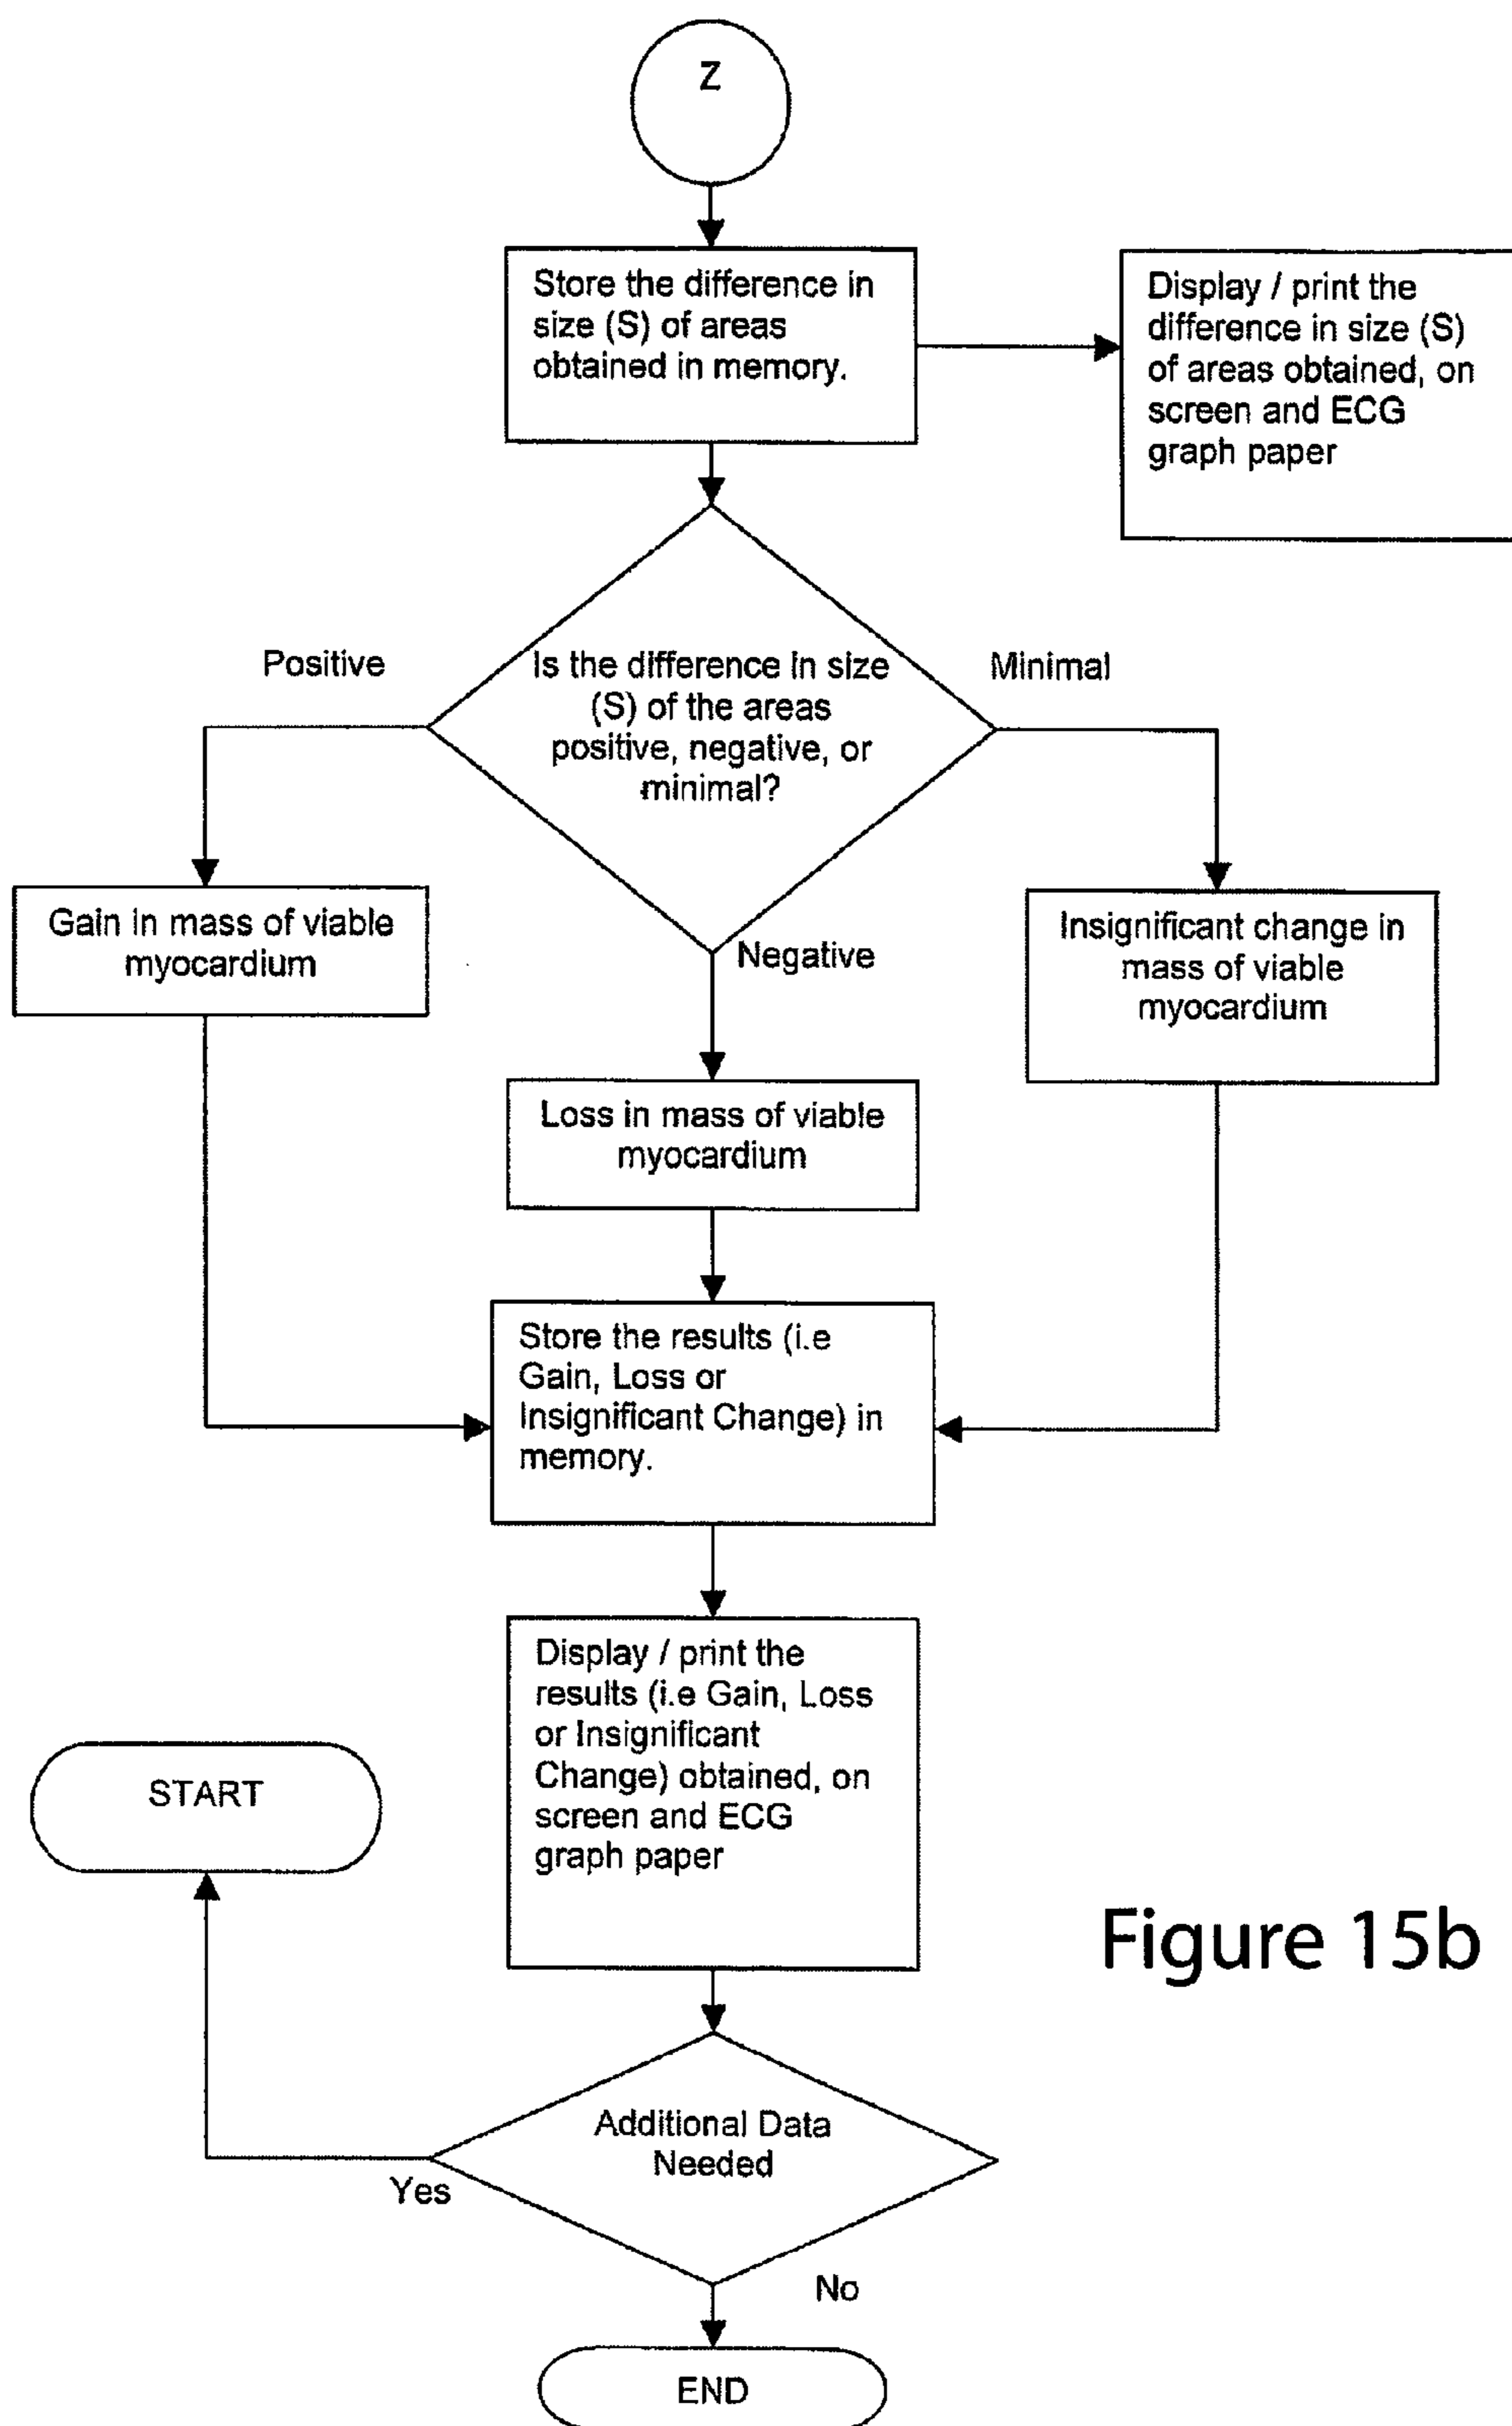 Z
Store the difference in
size (S) of areas
obtained in memory.
Display / print the
difference in size (S)
of areas obtained, on
screen and ECG
graph paper
Positive
Is the difference in size
(S) of the areas
positive, negative, or
minimal?
Minimal
Gain in mass of viable
myocardium
Negative
Insignificant change in
mass of viable
myocardium
Loss in mass of viable
myocardium
Store the results (i.e
Gain, Loss or
Insignificant Change) in
memory.
Display / print the
results (i.e Gain, Loss
or Insignificant
Change) obtained, on
screen and ECG
graph paper
START
Figure 15b
Additional Data
Needed
Yes
No
END